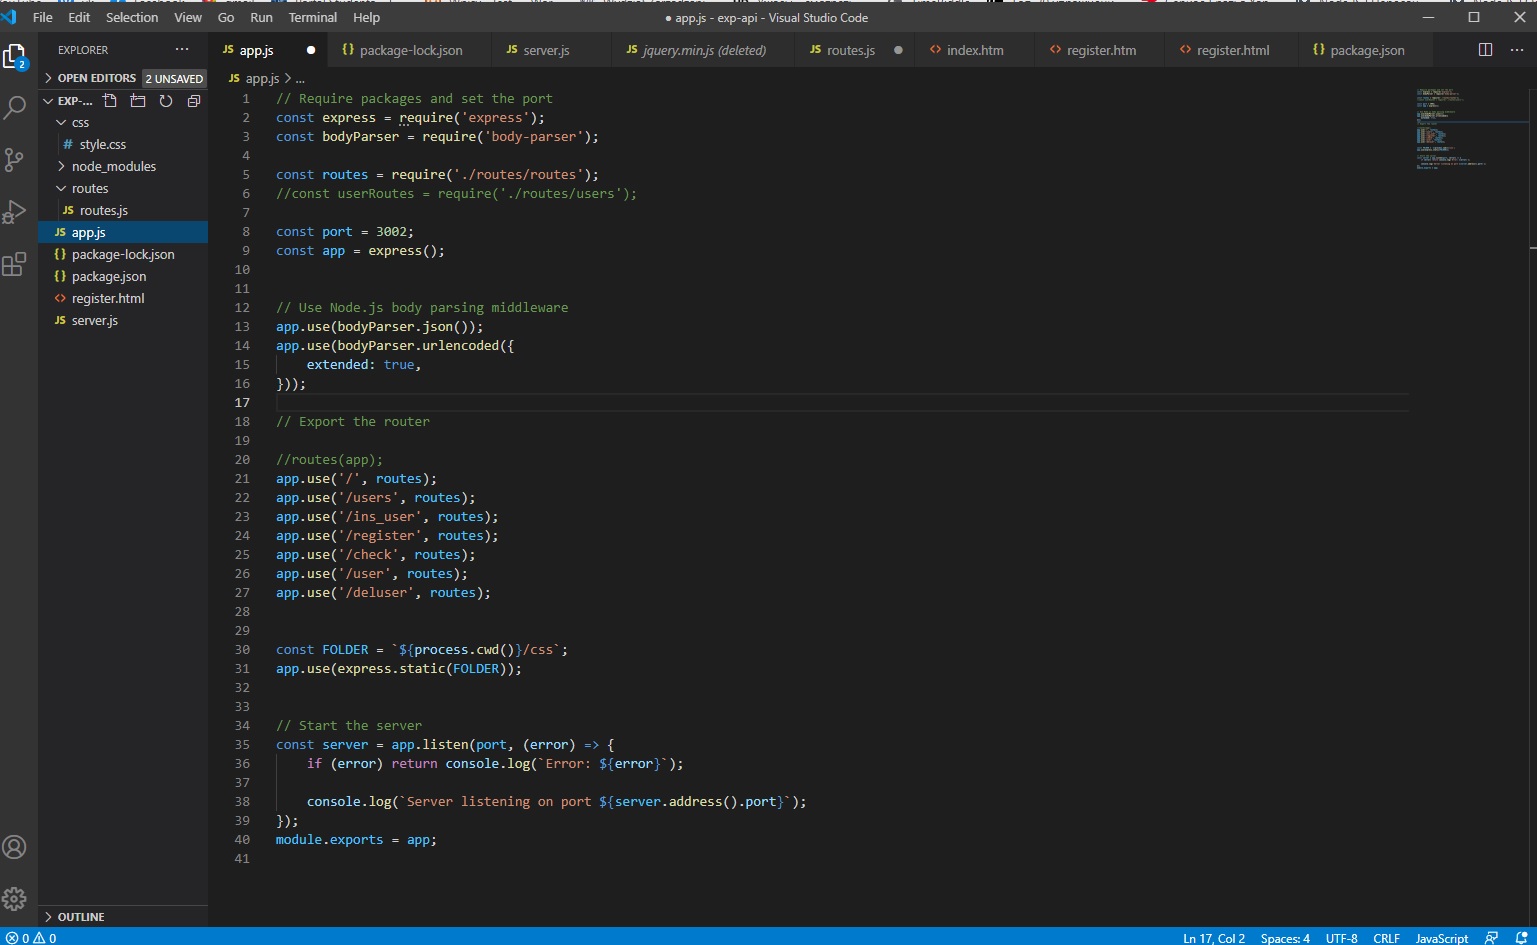 File Edit Selection View Go Run Terminal Help
● app.js - exp-api - Visual Studio Code
EXPLORER ...
2
OPEN EDITORS 2 UNSAVED
EXP-...
css
# style.css
node_modules
routes
JS routes.js
JS app.js
{} package-lock.json
{} package.json
<> register.html
JS server.js
OUTLINE
JS app.js ● {} package-lock.json JS server.js JS jquery.min.js (deleted) JS routes.js ● <> index.htm <> register.htm <> register.html {} package.json ...
JS app.js > ...
1 // Require packages and set the port
2 const express = require('express');
3 const bodyParser = require('body-parser');
4
5 const routes = require('./routes/routes');
6 //const userRoutes = require('./routes/users');
7
8 const port = 3002;
9 const app = express();
10
11
12 // Use Node.js body parsing middleware
13 app.use(bodyParser.json());
14 app.use(bodyParser.urlencoded({
15     extended: true,
16 }));
17
18 // Export the router
19
20 //routes(app);
21 app.use('/', routes);
22 app.use('/users', routes);
23 app.use('/ins_user', routes);
24 app.use('/register', routes);
25 app.use('/check', routes);
26 app.use('/user', routes);
27 app.use('/deluser', routes);
28
29
30 const FOLDER = `${process.cwd()}/css`;
31 app.use(express.static(FOLDER));
32
33
34 // Start the server
35 const server = app.listen(port, (error) => {
36     if (error) return console.log(`Error: ${error}`);
37
38     console.log(`Server listening on port ${server.address().port}`);
39 });
40 module.exports = app;
41
0 0 Ln 17, Col 2 Spaces: 4 UTF-8 CRLF JavaScript